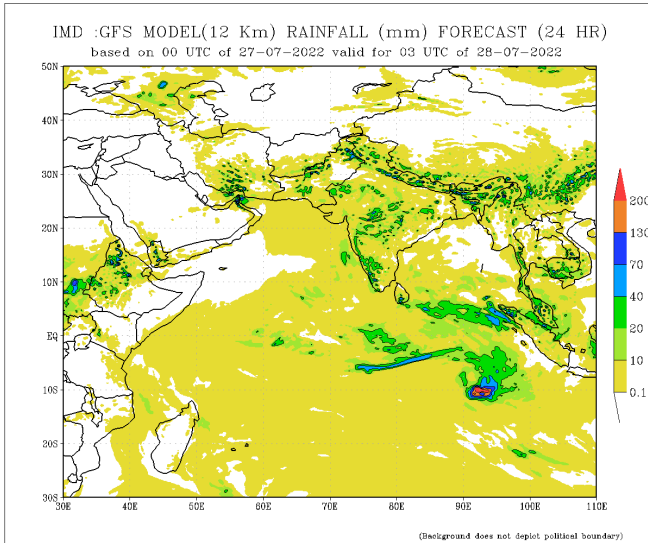 IMD :GFS MODEL(12 Km) RAINFALL (mm) FORECAST (24 HR)
based on 00 UTC of 27-07-2022 valid for 03 UTC of 28-07-2022
50N
40N
30N
20N
10N
EQ
10S
20S
30S
30E 40E 50E 60E 70E 80E 90E 100E 110E
200
130
70
40
20
10
0.1
(Background does not depict political boundary)